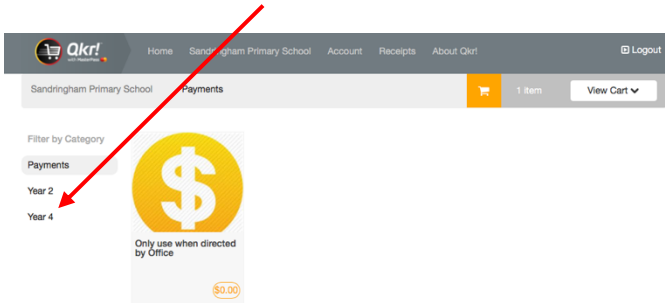 Qkr!
with MasterPass
Home Sandringham Primary School Account Receipts About Qkr! Logout
Sandringham Primary School Payments 1 item View Cart
Filter by Category
Payments
Year 2
Year 4
$
Only use when directed
by Office
$0.00